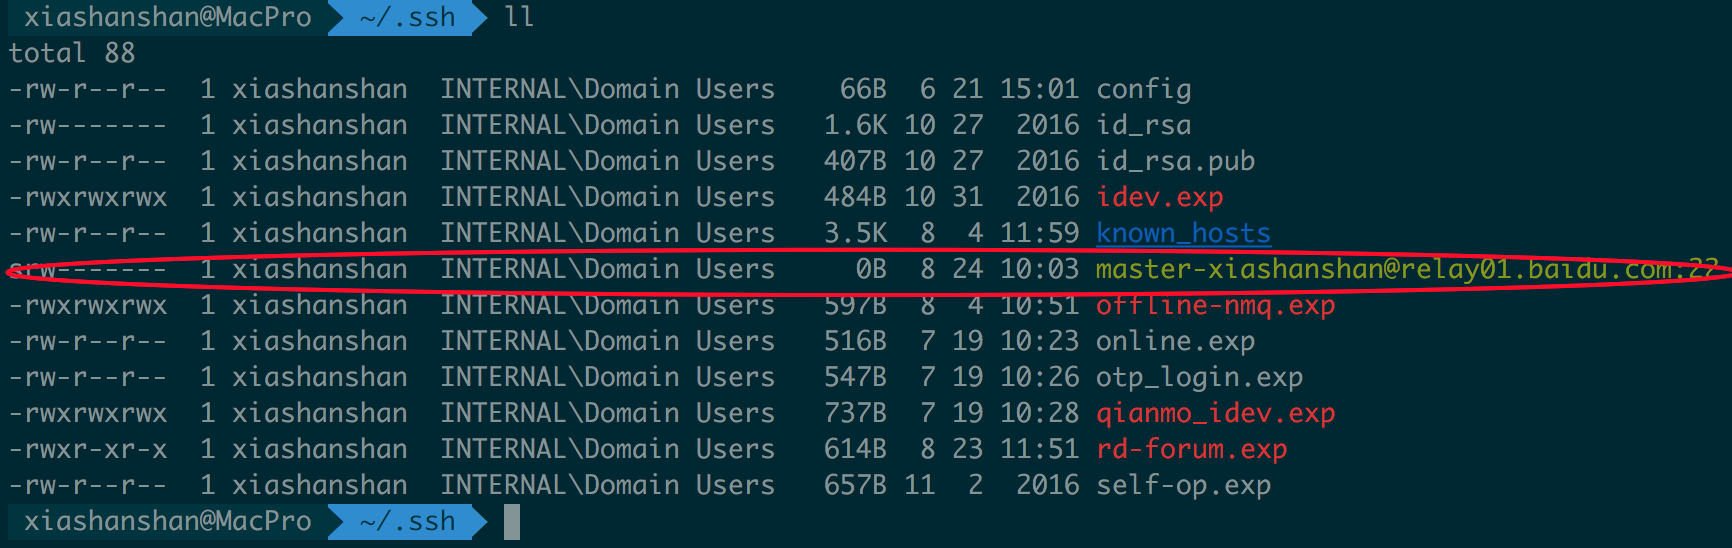 xiashanshan@MacPro ~/.ssh ll
total 88
-rw-r--r-- 1 xiashanshan INTERNAL\Domain Users 66B 6 21 15:01 config
-rw------- 1 xiashanshan INTERNAL\Domain Users 1.6K 10 27 2016 id_rsa
-rw-r--r-- 1 xiashanshan INTERNAL\Domain Users 407B 10 27 2016 id_rsa.pub
-rwxrwxrwx 1 xiashanshan INTERNAL\Domain Users 484B 10 31 2016 idev.exp
-rw-r--r-- 1 xiashanshan INTERNAL\Domain Users 3.5K 8 4 11:59 known_hosts
srw------- 1 xiashanshan INTERNAL\Domain Users 0B 8 24 10:03 master-xiashanshan@relay01.baidu.com:22
-rwxrwxrwx 1 xiashanshan INTERNAL\Domain Users 597B 8 4 10:51 offline-nmq.exp
-rw-r--r-- 1 xiashanshan INTERNAL\Domain Users 516B 7 19 10:23 online.exp
-rw-r--r-- 1 xiashanshan INTERNAL\Domain Users 547B 7 19 10:26 otp_login.exp
-rwxrwxrwx 1 xiashanshan INTERNAL\Domain Users 737B 7 19 10:28 qianmo_idev.exp
-rwxr-xr-x 1 xiashanshan INTERNAL\Domain Users 614B 8 23 11:51 rd-forum.exp
-rw-r--r-- 1 xiashanshan INTERNAL\Domain Users 657B 11 2 2016 self-op.exp
xiashanshan@MacPro ~/.ssh